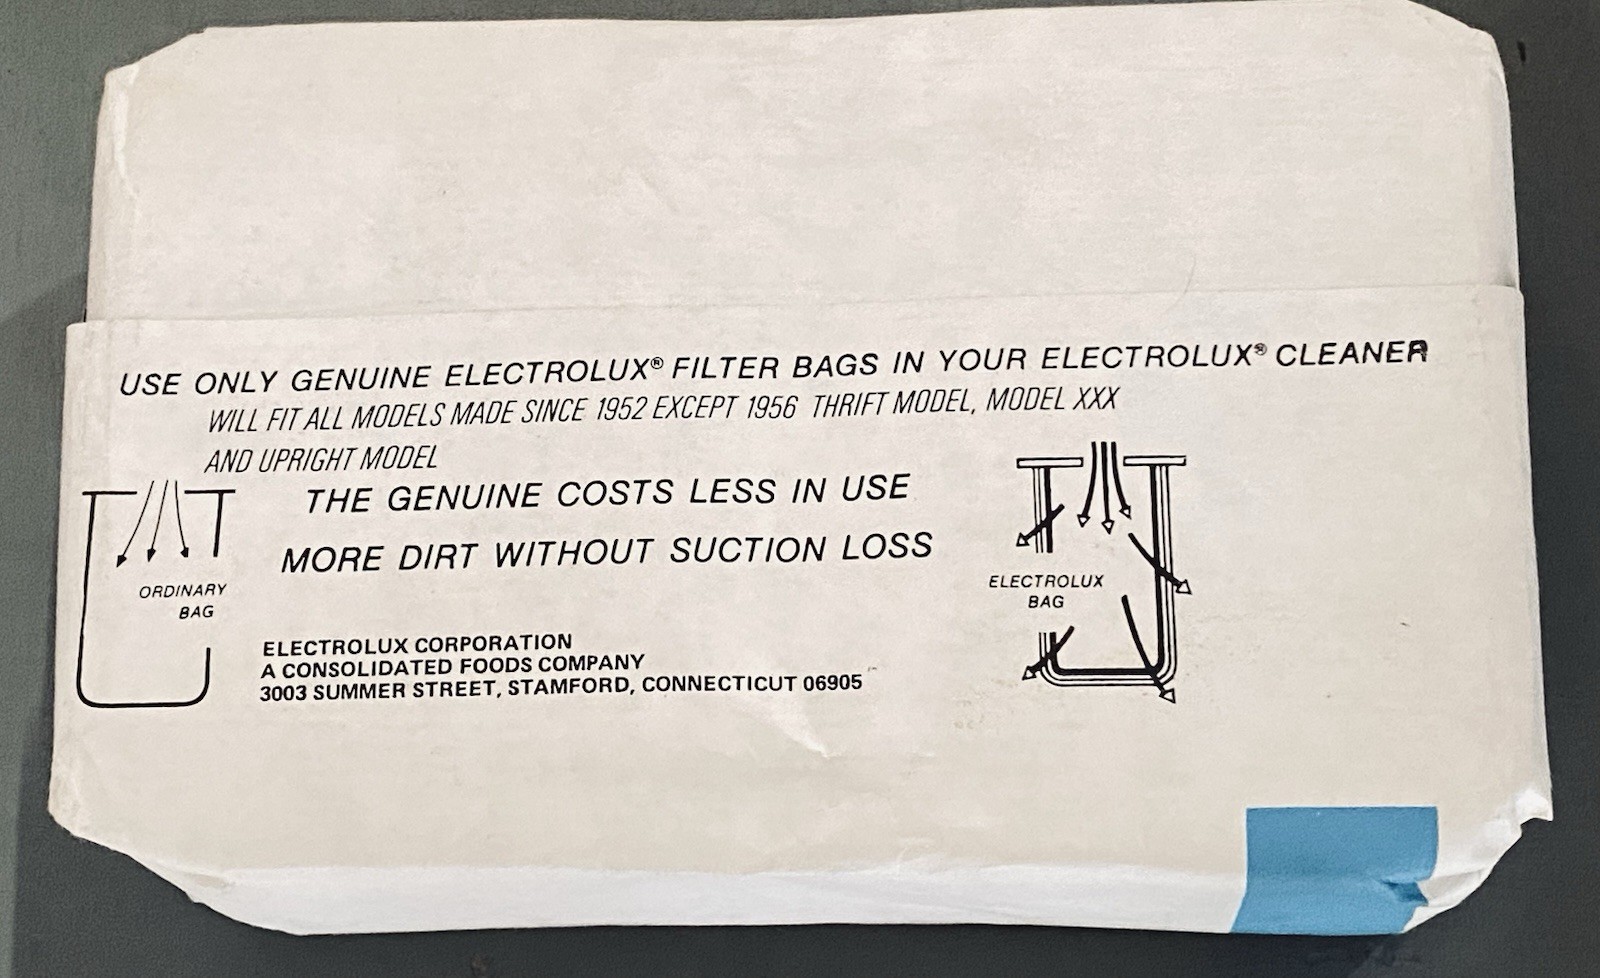 USE ONLY GENUINE ELECTROLUX® FILTER BAGS IN YOUR ELECTROLUX® CLEANER
WILL FIT ALL MODELS MADE SINCE 1952 EXCEPT 1956 THRIFT MODEL, MODEL XXX
AND UPRIGHT MODEL
THE GENUINE COSTS LESS IN USE
MORE DIRT WITHOUT SUCTION LOSS
ORDINARY
BAG
ELECTROLUX
BAG
ELECTROLUX CORPORATION
A CONSOLIDATED FOODS COMPANY
3003 SUMMER STREET, STAMFORD, CONNECTICUT 06905